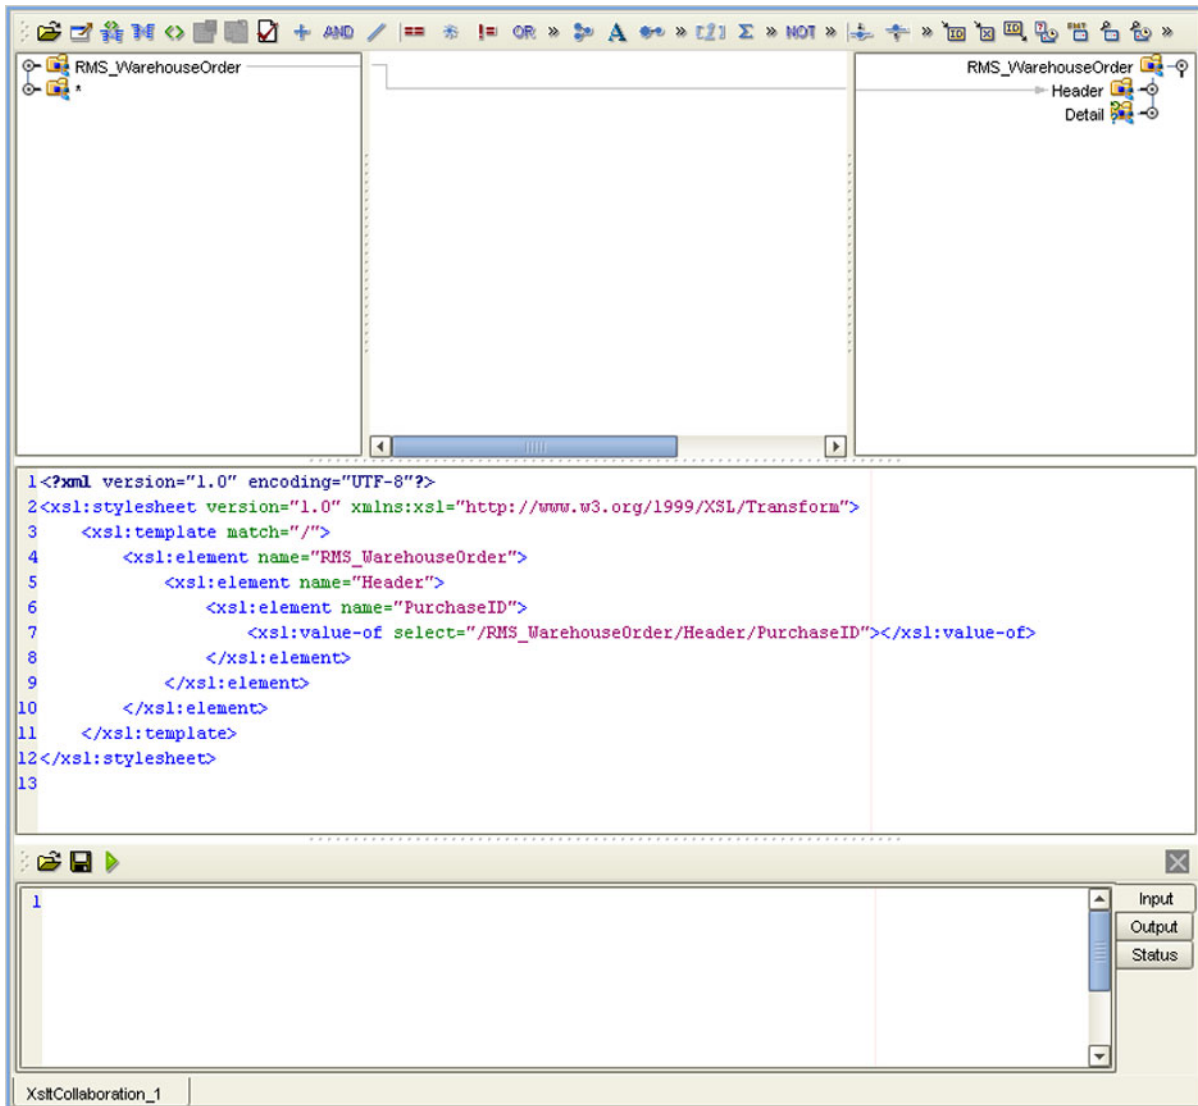 AND == != OR » A » [2] Σ » NOT » »
RMS_WarehouseOrder
*
RMS_WarehouseOrder
Header
Detail
1<?xml version="1.0" encoding="UTF-8"?>
2<xsl:stylesheet version="1.0" xmlns:xsl="http://www.w3.org/1999/XSL/Transform">
3    <xsl:template match="/">
4        <xsl:element name="RMS_WarehouseOrder">
5            <xsl:element name="Header">
6                <xsl:element name="PurchaseID">
7                    <xsl:value-of select="/RMS_WarehouseOrder/Header/PurchaseID"></xsl:value-of>
8                </xsl:element>
9            </xsl:element>
10        </xsl:element>
11    </xsl:template>
12</xsl:stylesheet>
13
1
Input
Output
Status
XsltCollaboration_1